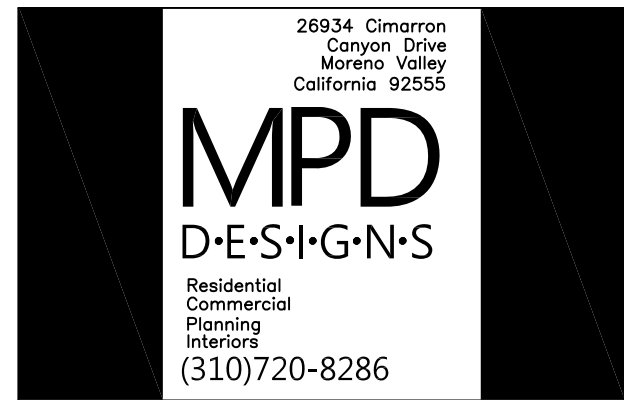 26934 Cimarron
Canyon Drive
Moreno Valley
California 92555
MPD
D•E•S•I•G•N•S
Residential
Commercial
Planning
Interiors
(310)720-8286